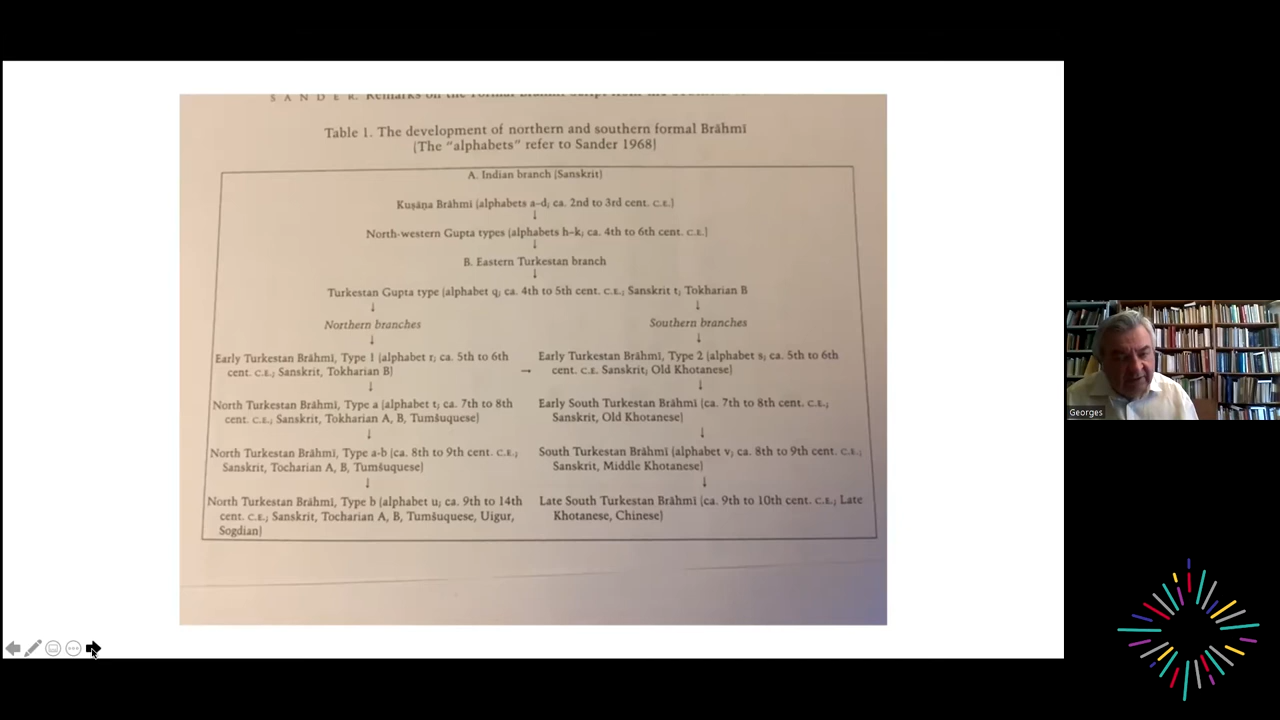 S A N D E R. Remarks on the
Table 1. The development of northern and southern formal Brāhmī
[The "alphabets" refer to Sander 1968]
A. Indian branch (Sanskrit)
Kuṣāṇa Brāhmī (alphabets a–d; ca. 2nd to 3rd cent. C.E.)
North-western Gupta types (alphabets h–k; ca. 4th to 6th cent. C.E.)
B. Eastern Turkestan branch
Turkestan Gupta type (alphabet q; ca. 4th to 5th cent. C.E.; Sanskrit t; Tokharian B
Northern branches
Early Turkestan Brāhmī, Type 1 (alphabet r; ca. 5th to 6th
cent. C.E.; Sanskrit, Tokharian B)
North Turkestan Brāhmī, Type a (alphabet t; ca. 7th to 8th
cent. C.E.; Sanskrit, Tokharian A, B, Tumšuquese)
North Turkestan Brāhmī, Type a-b (ca. 8th to 9th cent. C.E.;
Sanskrit, Tocharian A, B, Tumšuquese)
North Turkestan Brāhmī, Type b (alphabet u; ca. 9th to 14th
cent. C.E.; Sanskrit, Tocharian A, B, Tumšuquese, Uigur,
Sogdian)
Southern branches
Early Turkestan Brāhmī, Type 2 (alphabet s; ca. 5th to 6th
cent. C.E. Sanskrit; Old Khotanese)
Early South Turkestan Brāhmī (ca. 7th to 8th cent. C.E.;
Sanskrit, Old Khotanese)
South Turkestan Brāhmī (alphabet v; ca. 8th to 9th cent. C.E.;
Sanskrit, Middle Khotanese)
Late South Turkestan Brāhmī (ca. 9th to 10th cent. C.E.; Late
Khotanese, Chinese)
Georges